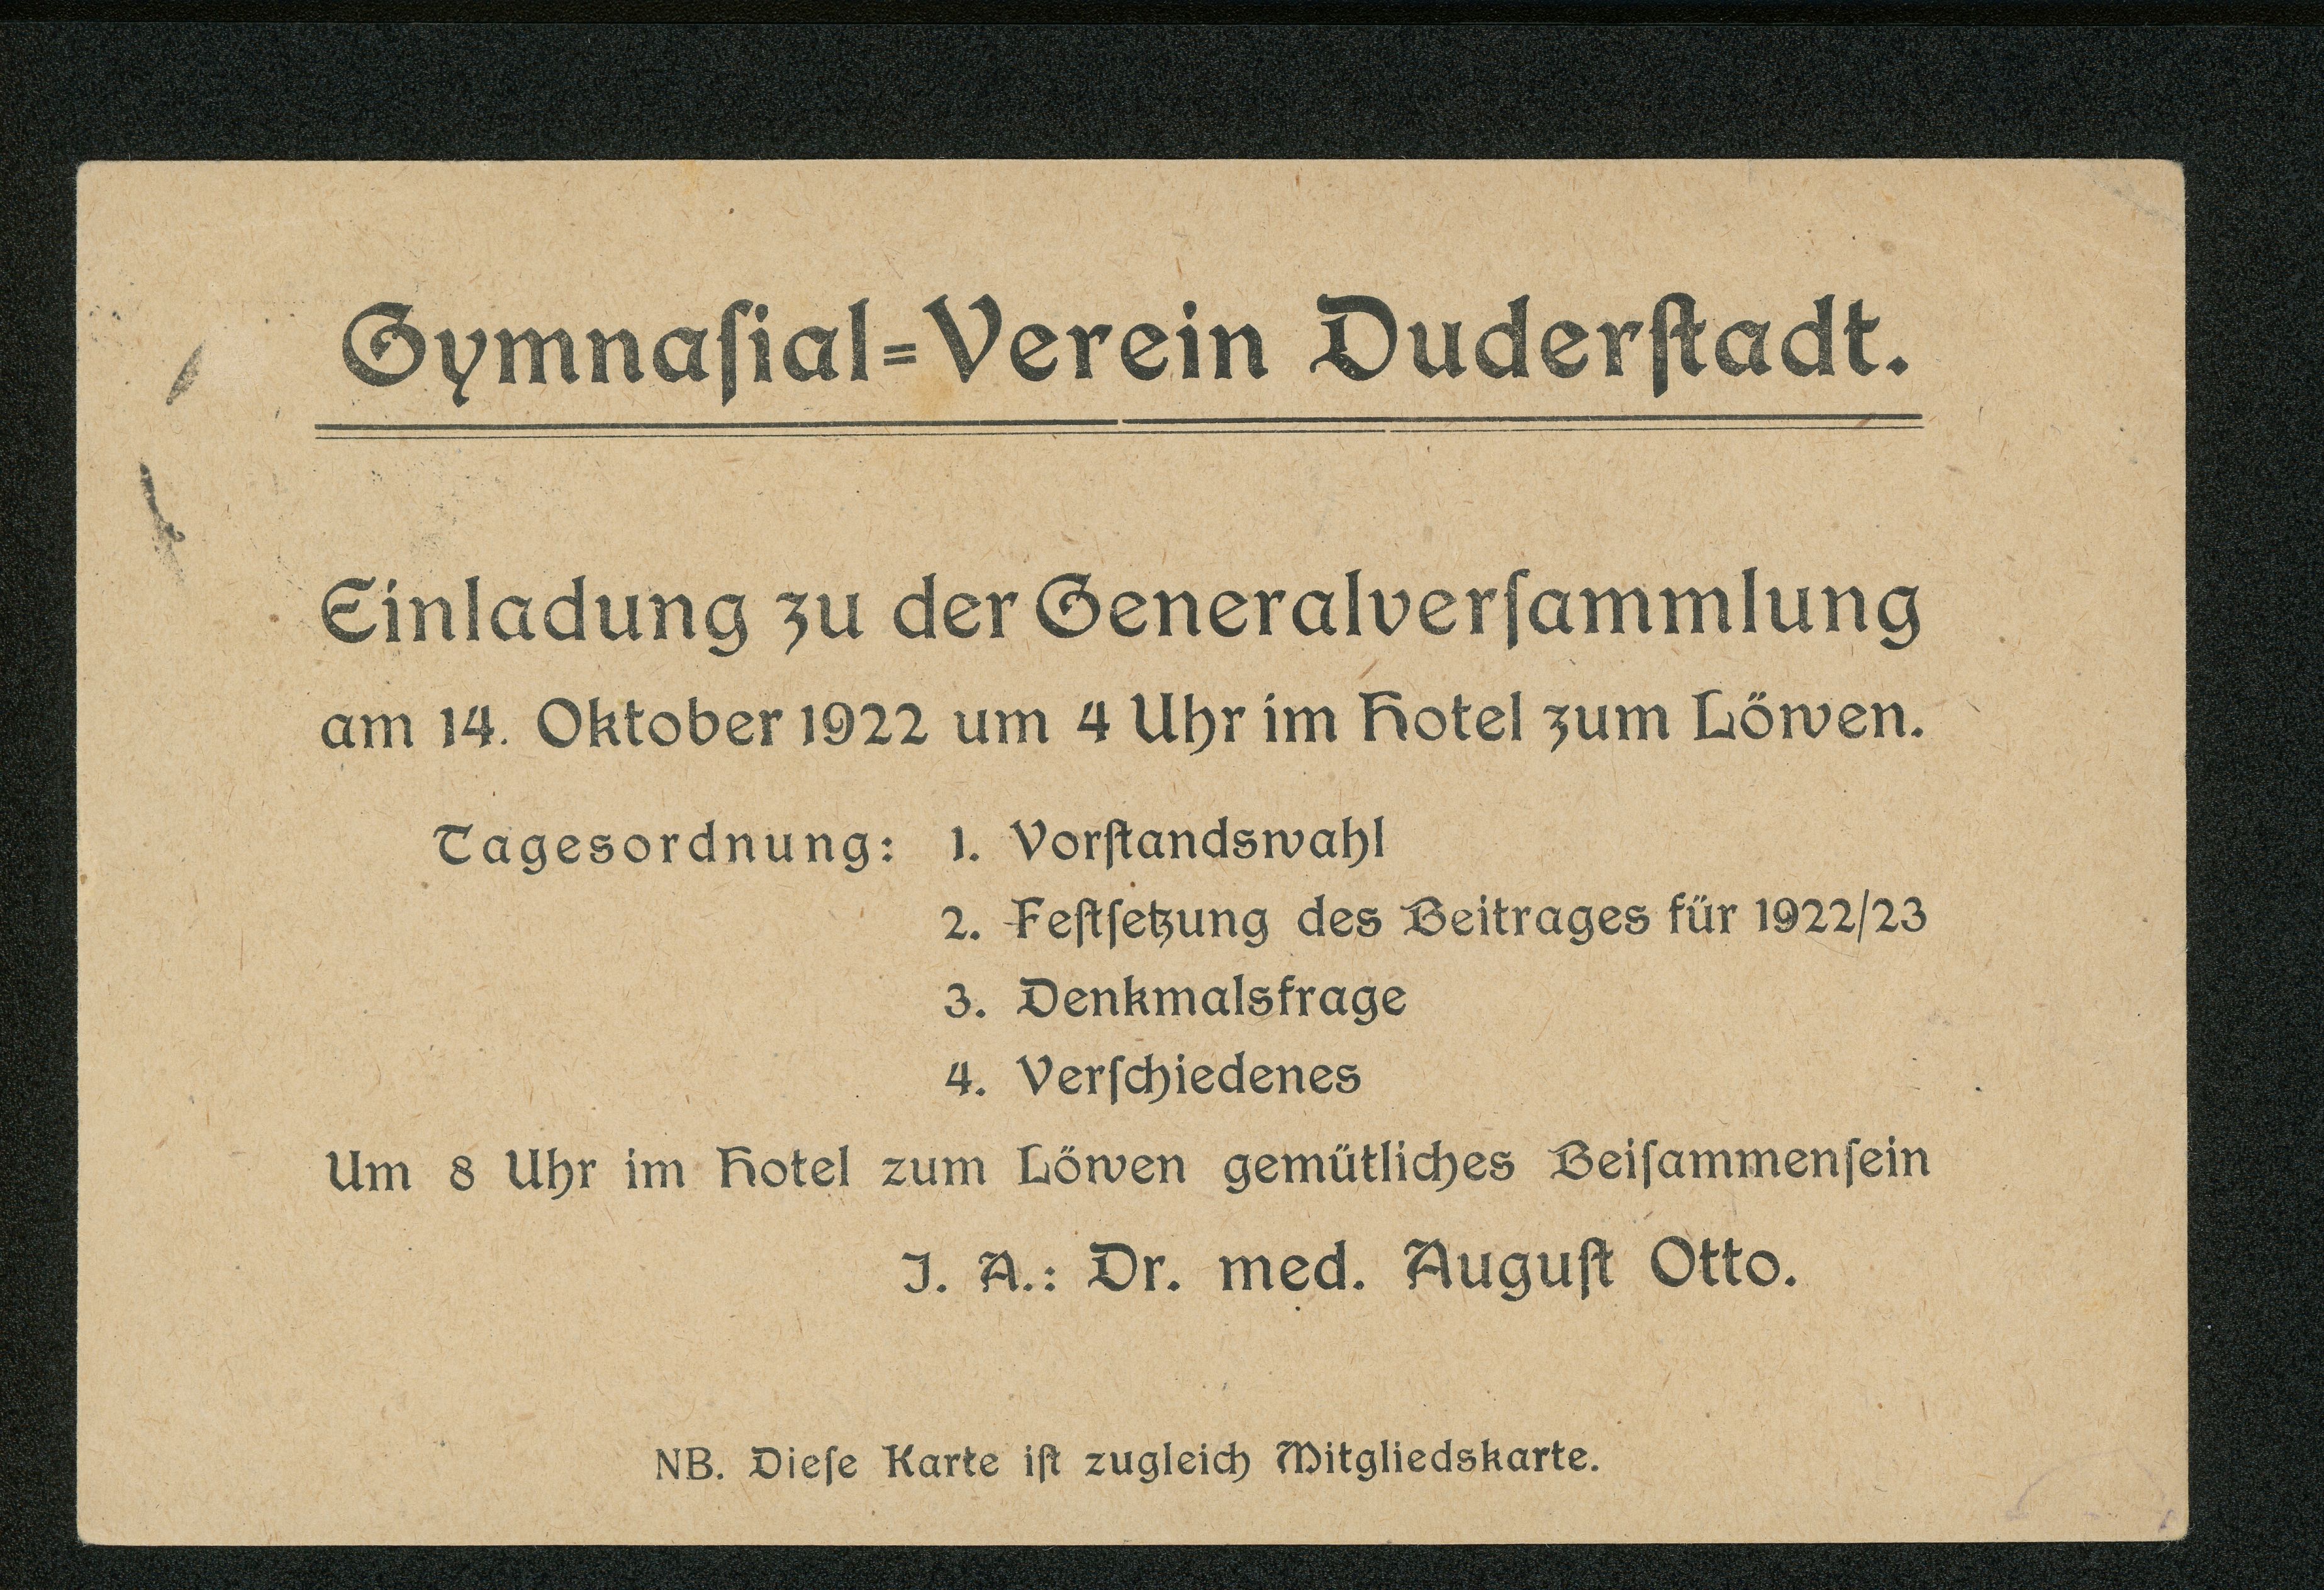 Gymnaſial=Verein Duderſtadt.
Einladung zu der Generalverſammlung
am 14. Oktober 1922 um 4 Uhr im Hotel zum Löwen.
Tagesordnung: 1. Vorſtandswahl
2. Feſtſetzung des Beitrages für 1922/23
3. Denkmalsfrage
4. Verſchiedenes
Um 8 Uhr im Hotel zum Löwen gemütliches Beiſammenſein
J. A.: Dr. med. Auguſt Otto.
NB. Dieſe Karte iſt zugleich Mitgliedskarte.